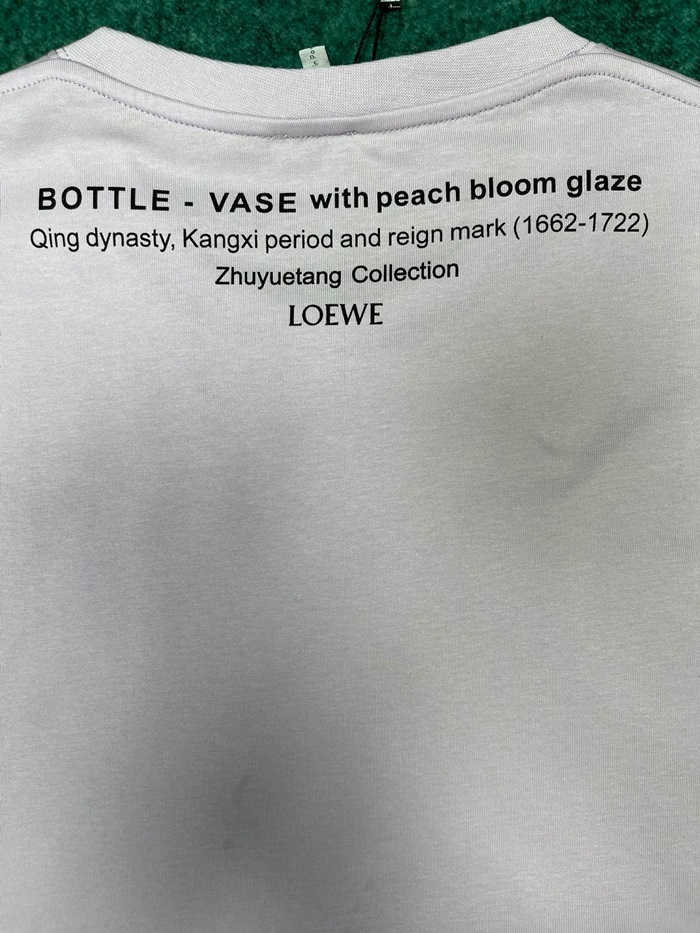 BOTTLE - VASE with peach bloom glaze
Qing dynasty, Kangxi period and reign mark (1662-1722)
Zhuyuetang Collection
LOEWE